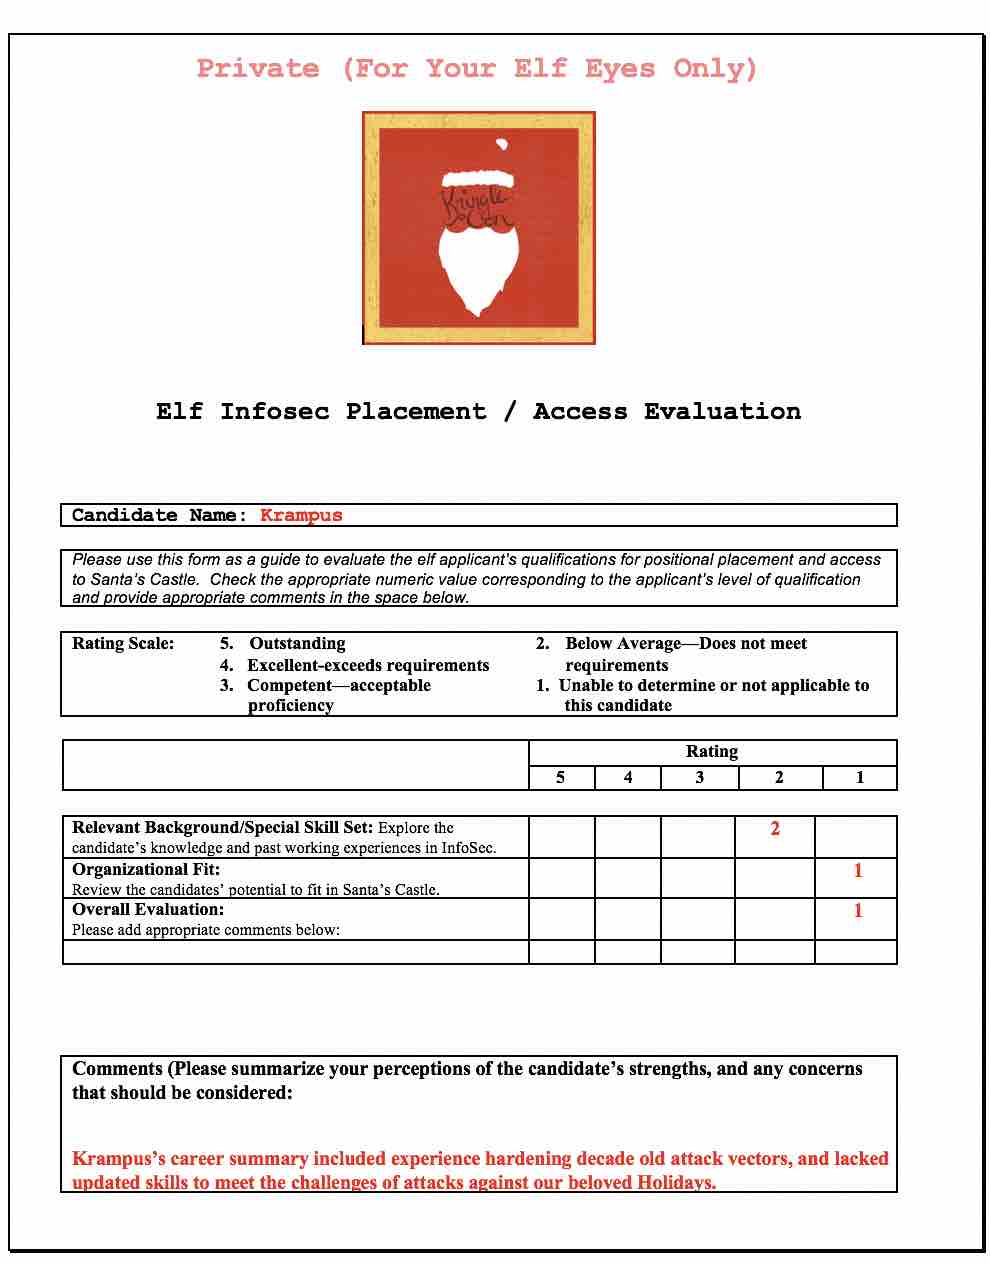 Private (For Your Elf Eyes Only)
Kringle
Con
Elf Infosec Placement / Access Evaluation
Candidate Name: Krampus
Please use this form as a guide to evaluate the elf applicant's qualifications for positional placement and access
to Santa's Castle.  Check the appropriate numeric value corresponding to the applicant's level of qualification
and provide appropriate comments in the space below.
Rating Scale: 5. Outstanding
4. Excellent-exceeds requirements
3. Competent—acceptable
proficiency
2. Below Average—Does not meet
requirements
1. Unable to determine or not applicable to
this candidate
Rating
5 4 3 2 1
Relevant Background/Special Skill Set: Explore the
candidate's knowledge and past working experiences in InfoSec.
2
Organizational Fit:
Review the candidates' potential to fit in Santa's Castle.
1
Overall Evaluation:
Please add appropriate comments below:
1
Comments (Please summarize your perceptions of the candidate's strengths, and any concerns
that should be considered:
Krampus's career summary included experience hardening decade old attack vectors, and lacked
updated skills to meet the challenges of attacks against our beloved Holidays.